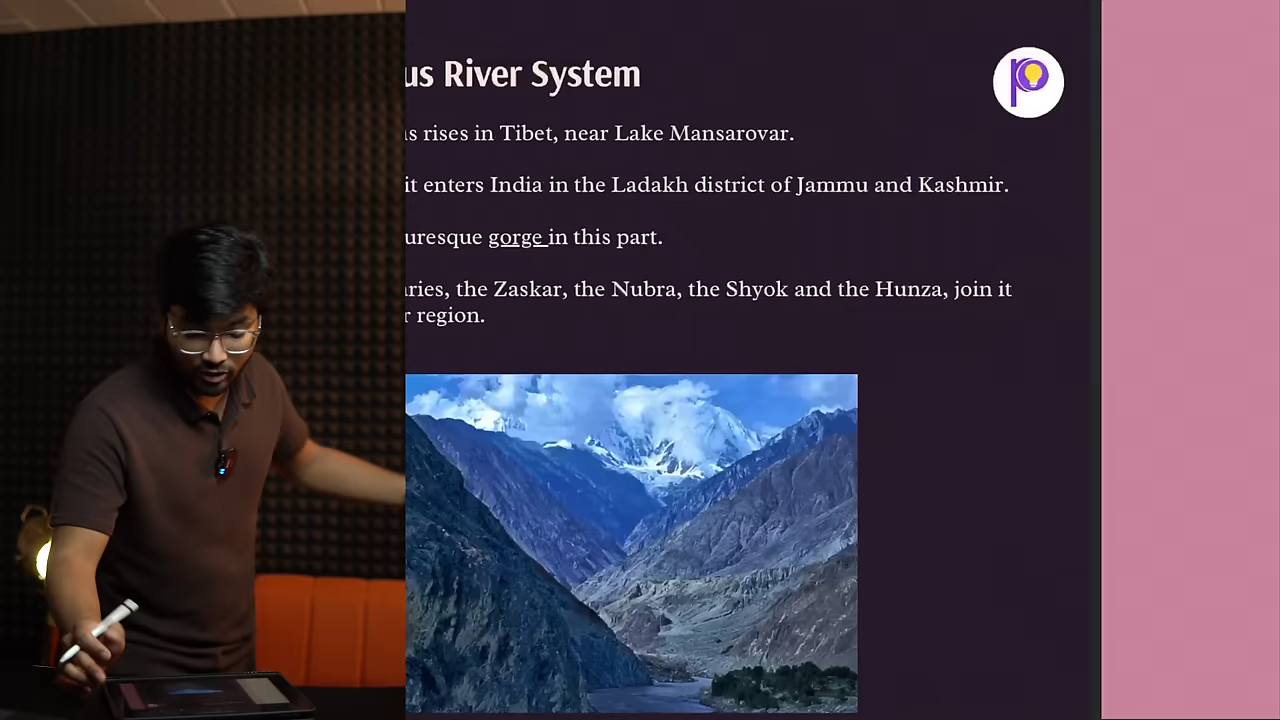 us River System
s rises in Tibet, near Lake Mansarovar.
it enters India in the Ladakh district of Jammu and Kashmir.
uresque gorge in this part.
ries, the Zaskar, the Nubra, the Shyok and the Hunza, join it
r region.